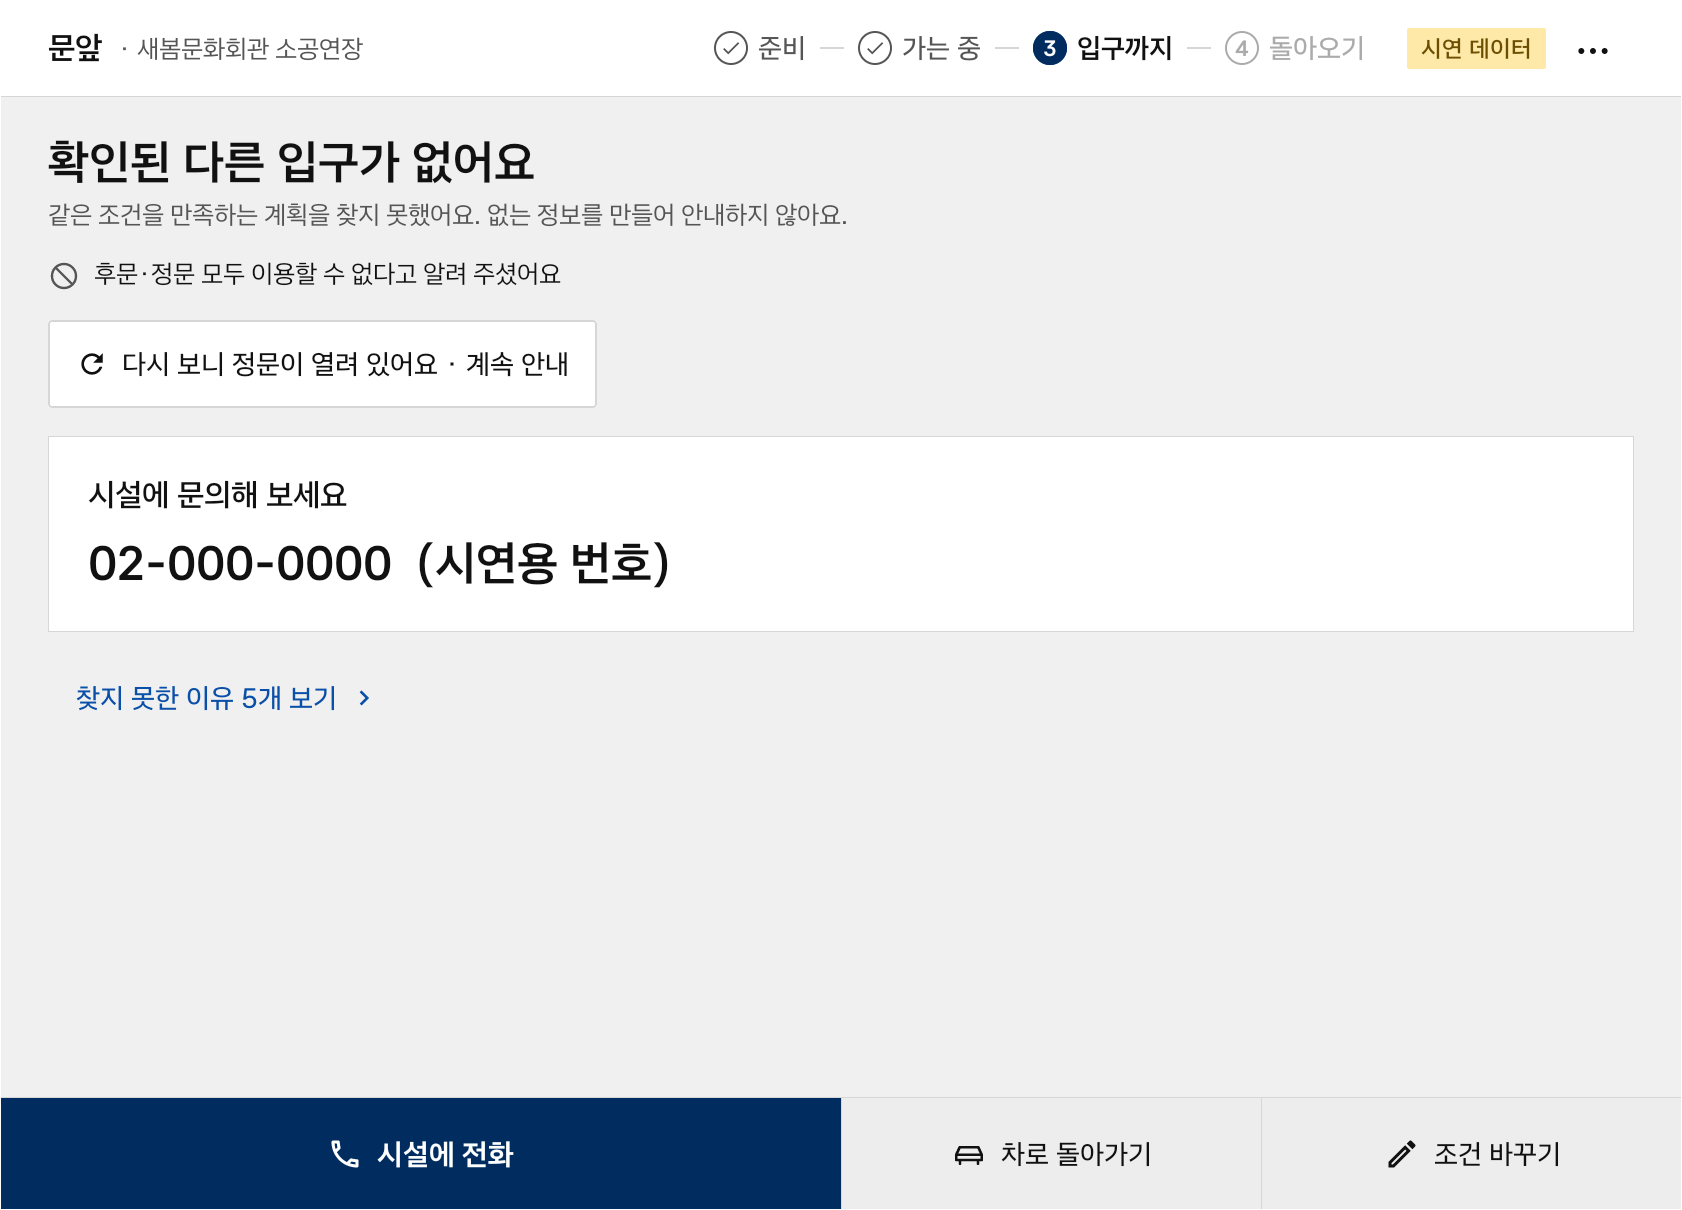 문앞 · 새봄문화회관 소공연장
준비 가는 중 3 입구까지 4 돌아오기 시연 데이터
확인된 다른 입구가 없어요
같은 조건을 만족하는 계획을 찾지 못했어요. 없는 정보를 만들어 안내하지 않아요.
후문·정문 모두 이용할 수 없다고 알려 주셨어요
다시 보니 정문이 열려 있어요 · 계속 안내
시설에 문의해 보세요
02-000-0000 (시연용 번호)
찾지 못한 이유 5개 보기
시설에 전화 차로 돌아가기 조건 바꾸기